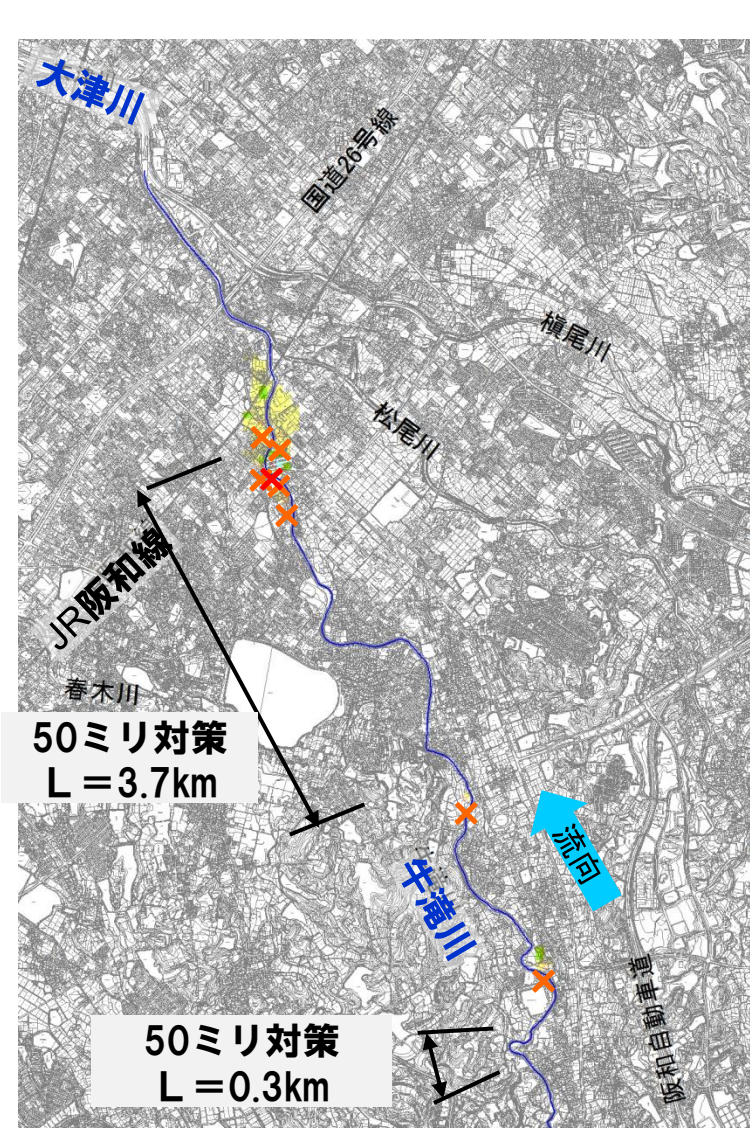 大津川
国道26号線
槇尾川
松尾川
JR阪和線
春木川
50ミリ対策
L=3.7km
流向
牛滝川
阪和自動車道
50ミリ対策
L=0.3km